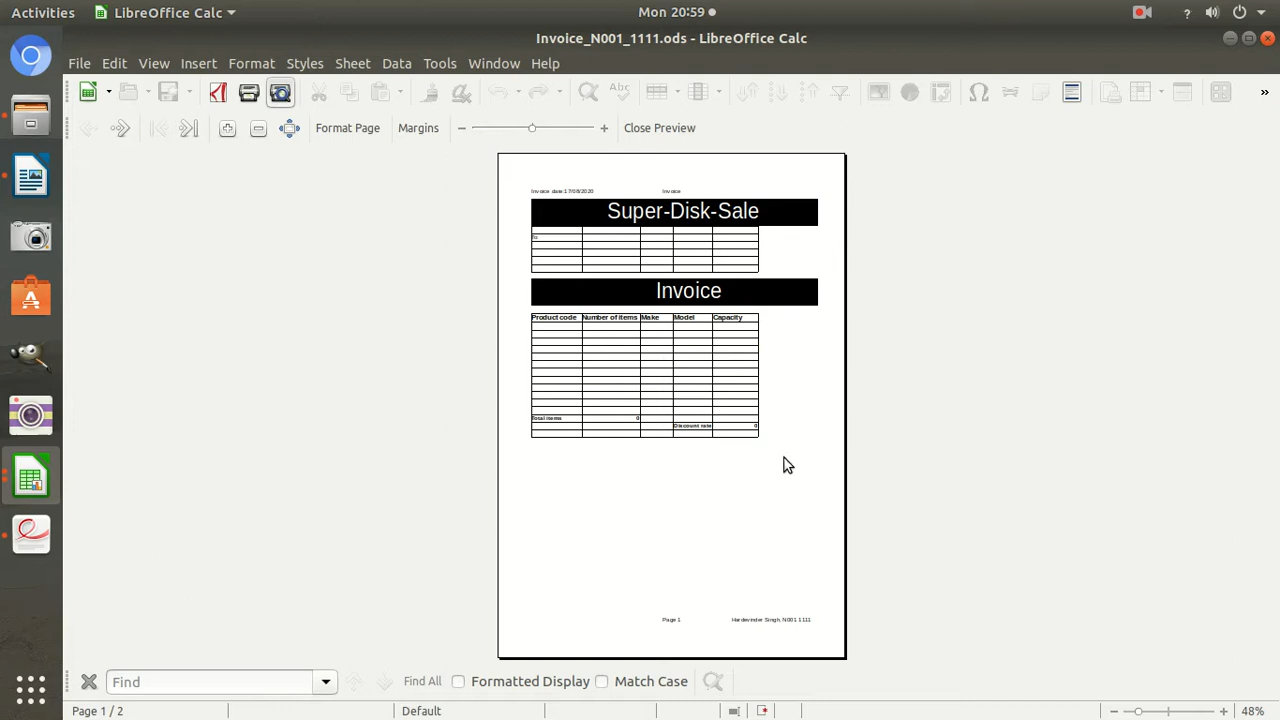 Activities LibreOffice Calc Mon 20:59
Invoice_N001_1111.ods - LibreOffice Calc
File Edit View Insert Format Styles Sheet Data Tools Window Help
Format Page Margins Close Preview
Invoice date:17/08/2020 Invoice
Super-Disk-Sale
To:
Invoice
Product code Number of items Make Model Capacity
Total items 0
Discount rate 0
Page 1 Hardevinder Singh, N001 1111
Find Find All Formatted Display Match Case
Page 1 / 2 Default 48%